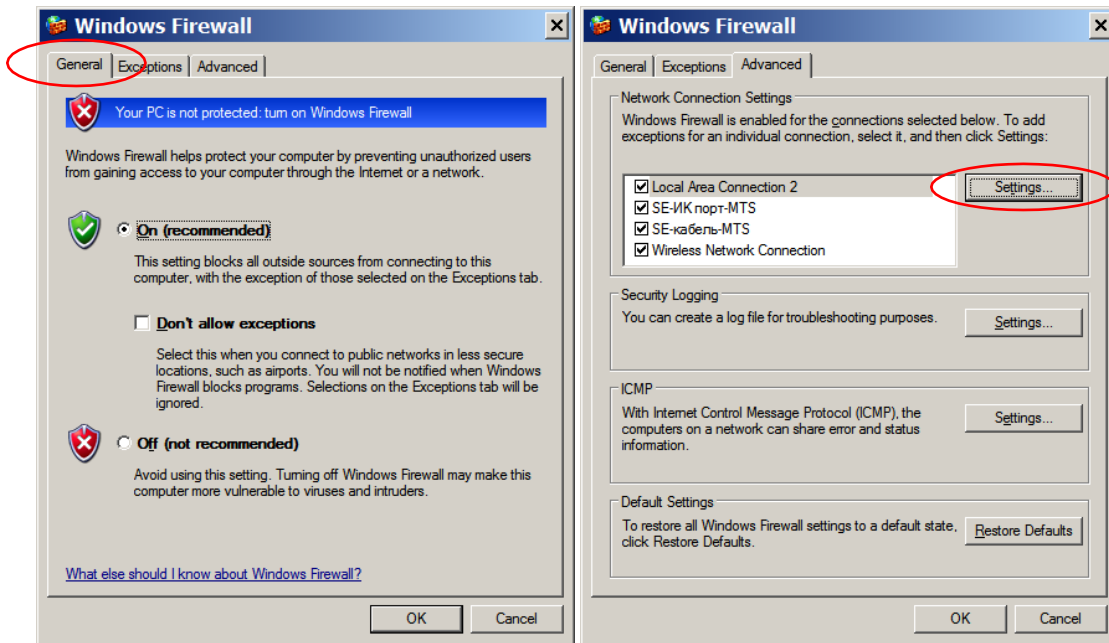 Windows Firewall
General
Exceptions
Advanced
Your PC is not protected: turn on Windows Firewall
Windows Firewall helps protect your computer by preventing unauthorized users
from gaining access to your computer through the Internet or a network.
On (recommended)
This setting blocks all outside sources from connecting to this
computer, with the exception of those selected on the Exceptions tab.
Don't allow exceptions
Select this when you connect to public networks in less secure
locations, such as airports. You will not be notified when Windows
Firewall blocks programs. Selections on the Exceptions tab will be
ignored.
Off (not recommended)
Avoid using this setting. Turning off Windows Firewall may make this
computer more vulnerable to viruses and intruders.
What else should I know about Windows Firewall?
OK
Cancel
Windows Firewall
General
Exceptions
Advanced
Network Connection Settings
Windows Firewall is enabled for the connections selected
below. To add
exceptions for an individual connection, select it, and then click Settings:
Local Area Connection 2
SE-ИК порт-MTS
SE-кабель-MTS
Wireless Network Connection
Settings...
Security Logging
You can create a log file for troubleshooting purposes.
Settings...
ICMP
With Internet Control Message Protocol (ICMP), the
computers on a network can share error and status
information.
Settings...
Default Settings
To restore all Windows Firewall settings to a default state,
click Restore Defaults.
Restore Defaults
OK
Cancel